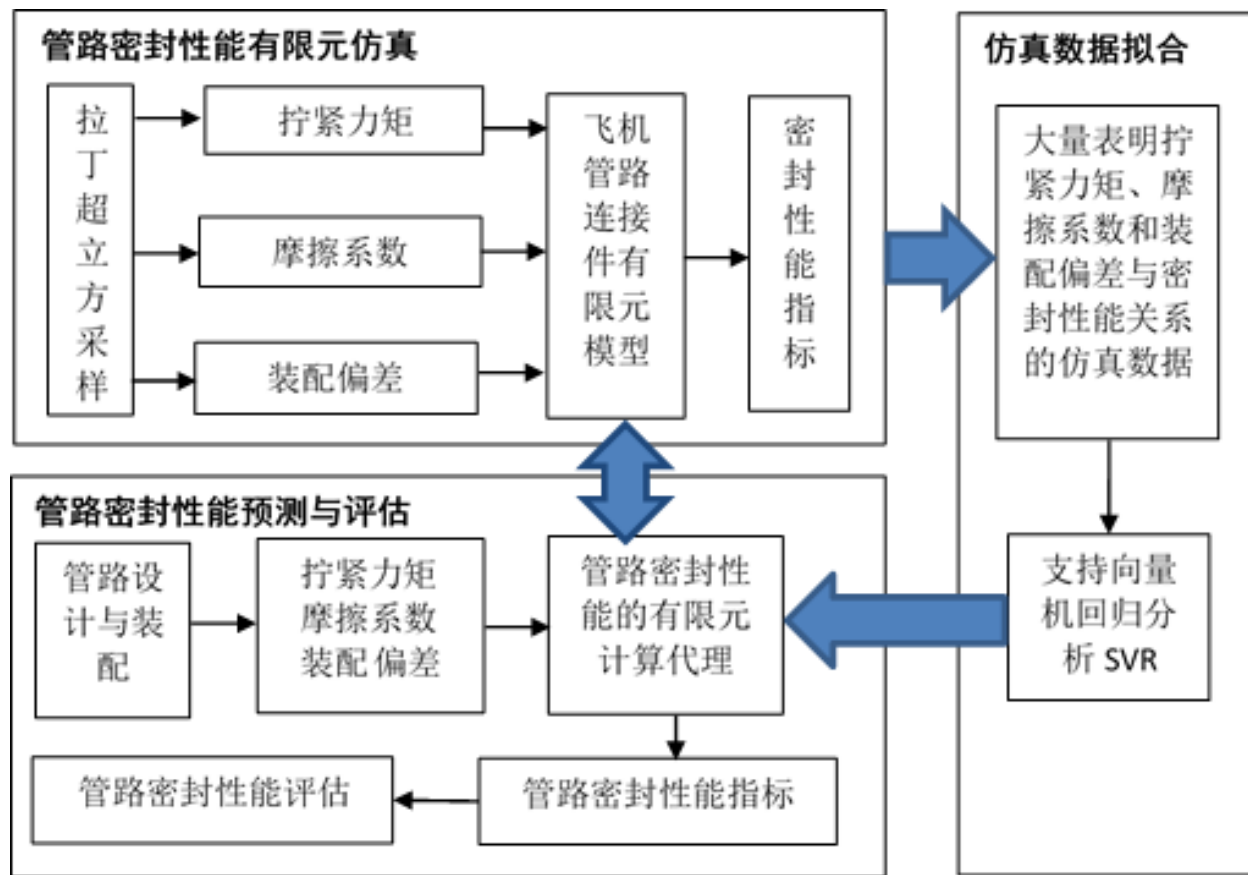 管路密封性能有限元仿真
拉
丁
超
立
方
采
样
拧紧力矩
摩擦系数
装配偏差
飞机
管路
连接
件有
限元
模型
密
封
性
能
指
标
仿真数据拟合
大量表明拧
紧力矩、摩
擦系数和装
配偏差与密
封性能关系
的仿真数据
支持向量
机回归分
析 SVR
管路密封性能预测与评估
管路设
计与装
配
拧紧力矩
摩擦系数
装配偏差
管路密封性
能的有限元
计算代理
管路密封性能指标
管路密封性能评估